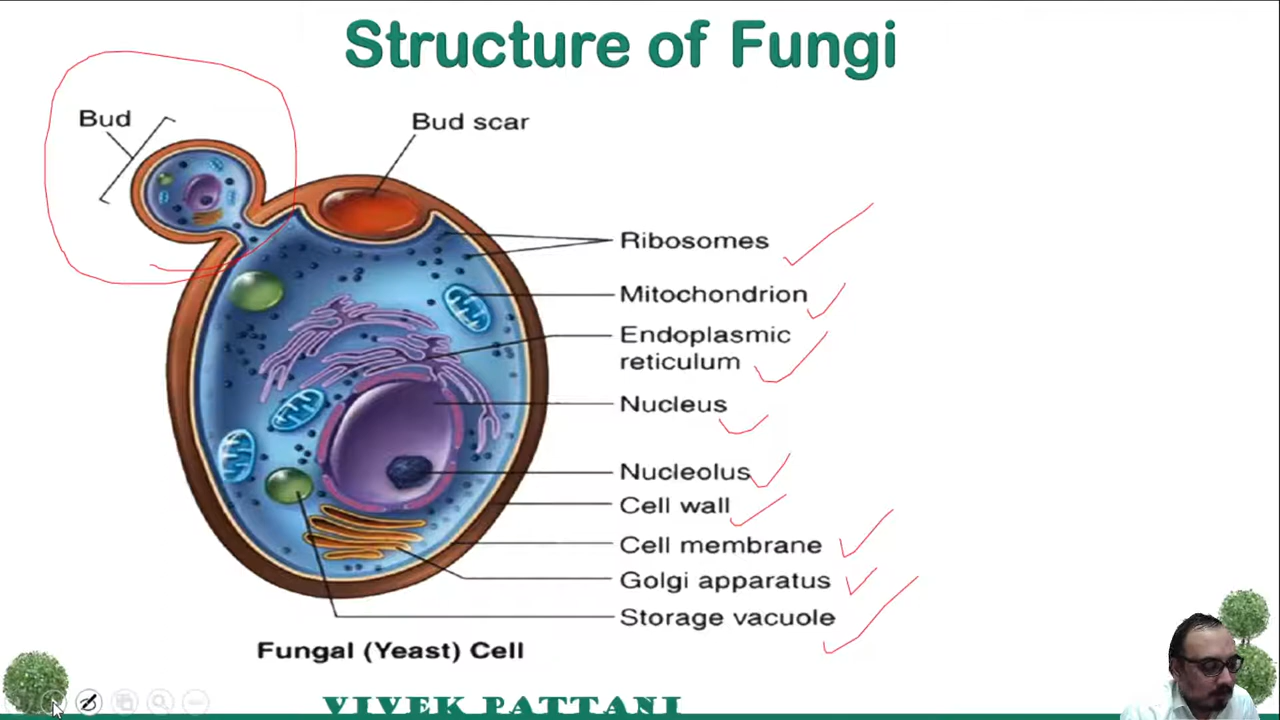 Structure of Fungi
Bud
Bud scar
Ribosomes
Mitochondrion
Endoplasmic
reticulum
Nucleus
Nucleolus
Cell wall
Cell membrane
Golgi apparatus
Storage vacuole
Fungal (Yeast) Cell
VIVEK PATTANI